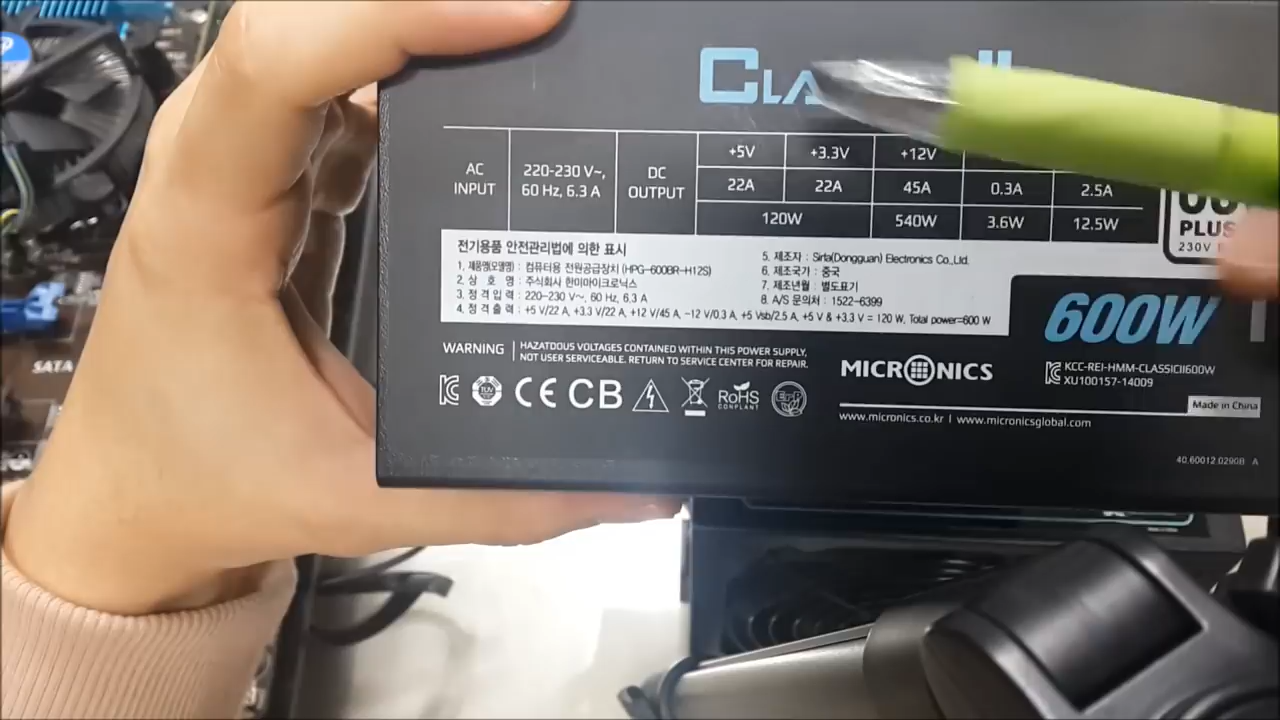 AC
INPUT
220-230 V~,
60 Hz, 6.3 A
DC
OUTPUT
+5V +3.3V +12V
22A 22A 45A 0.3A 2.5A
120W 540W 3.6W 12.5W
PLUS
230V
전기용품 안전관리법에 의한 표시
1. 제품명(모델명) : 컴퓨터용 전원공급장치 (HPG-600BR-H12S)
2. 상 호 명 : 주식회사 한미마이크로닉스
3. 정 격 입 력 : 220-230 V~, 60 Hz, 6.3 A
4. 정 격 출 력 : +5 V/22 A, +3.3 V/22 A, +12 V/45 A, -12 V/0.3 A, +5 Vsb/2.5 A, +5 V & +3.3 V = 120 W, Total power=600 W
5. 제조자 : Sirfa(Dongguan) Electronics Co.,Ltd.
6. 제조국가 : 중국
7. 제조년월 : 별도표기
8. A/S 문의처 : 1522-6399
600W
WARNING
HAZATDOUS VOLTAGES CONTAINED WITHIN THIS POWER SUPPLY,
NOT USER SERVICEABLE. RETURN TO SERVICE CENTER FOR REPAIR.
MICRONICS
KCC-REI-HMM-CLASSICII600W
XU100157-14009
CE CB
RoHS
COMPLANT
ErP
TUV
Made in China
www.micronics.co.kr | www.micronicsglobal.com
40.60012.0290B A
SATA